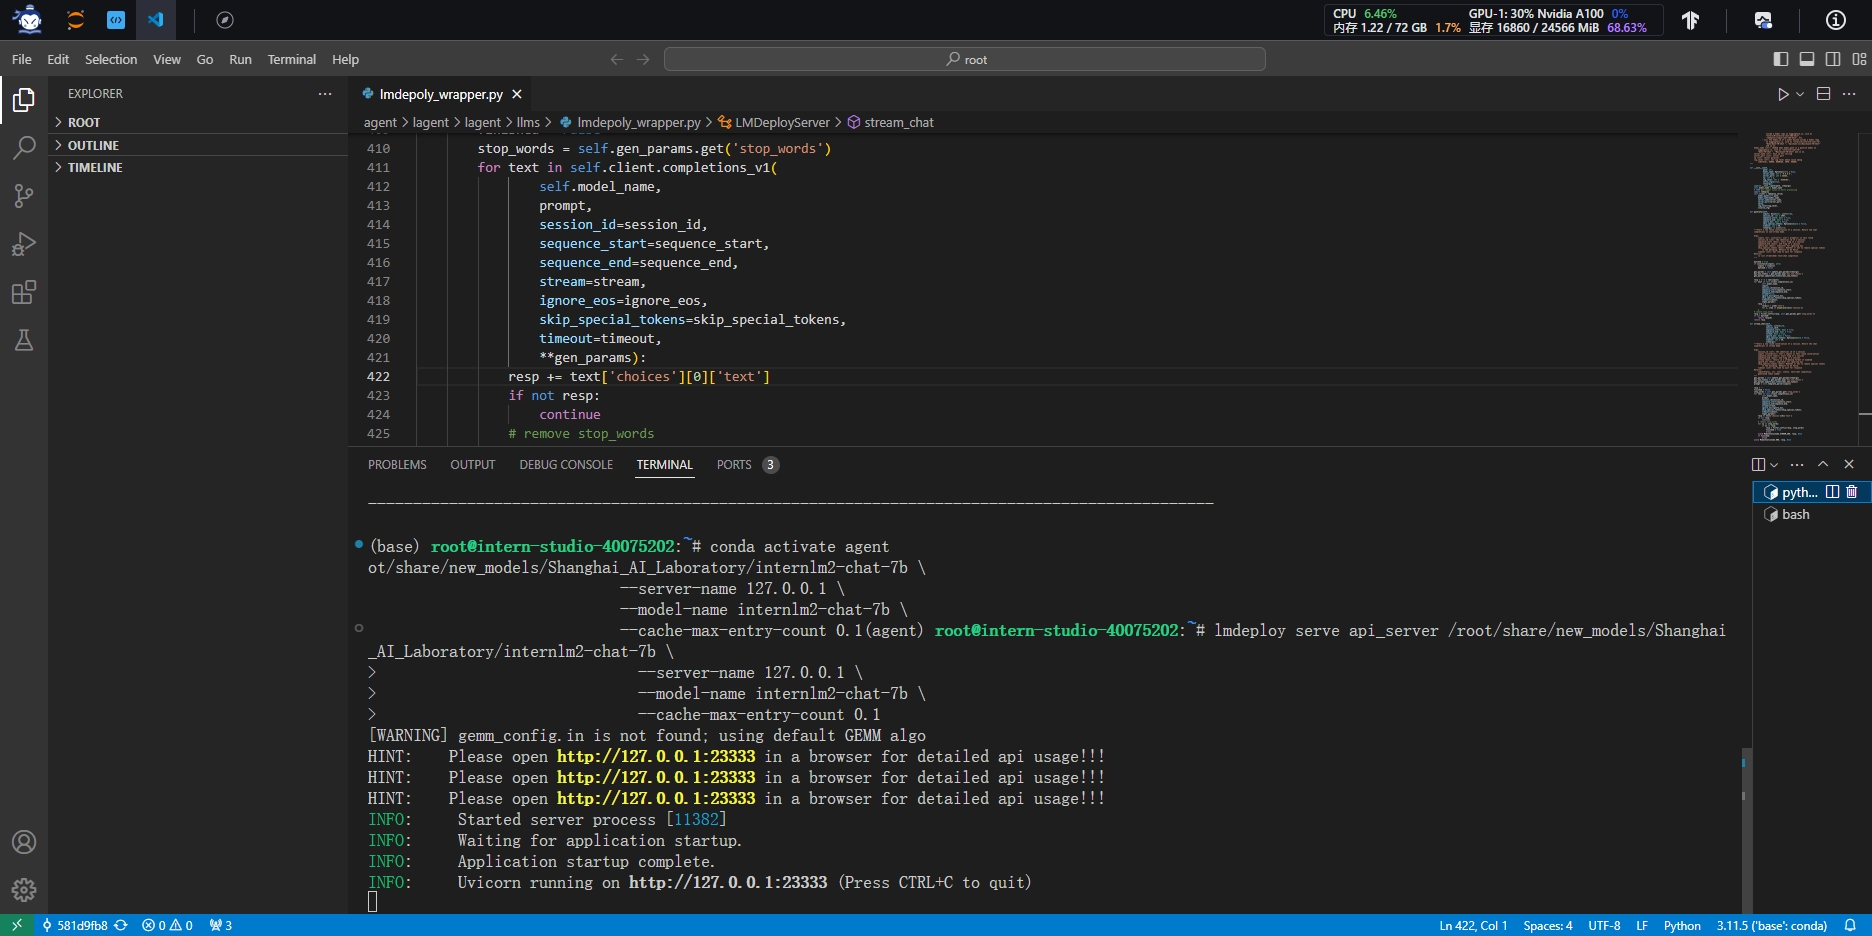 CPU 6.46% GPU-1: 30% Nvidia A100 0%
内存 1.22 / 72 GB 1.7% 显存 16860 / 24566 MiB 68.63%
File Edit Selection View Go Run Terminal Help
root
EXPLORER
ROOT
OUTLINE
TIMELINE
lmdepoly_wrapper.py
agent > lagent > lagent > llms > lmdepoly_wrapper.py > LMDeployServer > stream_chat
410 stop_words = self.gen_params.get('stop_words')
411 for text in self.client.completions_v1(
412 self.model_name,
413 prompt,
414 session_id=session_id,
415 sequence_start=sequence_start,
416 sequence_end=sequence_end,
417 stream=stream,
418 ignore_eos=ignore_eos,
419 skip_special_tokens=skip_special_tokens,
420 timeout=timeout,
421 **gen_params):
422 resp += text['choices'][0]['text']
423 if not resp:
424 continue
425 # remove stop_words
PROBLEMS OUTPUT DEBUG CONSOLE TERMINAL PORTS 3
pyth...
bash
(base) root@intern-studio-40075202:~# conda activate agent
ot/share/new_models/Shanghai_AI_Laboratory/internlm2-chat-7b \
--server-name 127.0.0.1 \
--model-name internlm2-chat-7b \
--cache-max-entry-count 0.1(agent) root@intern-studio-40075202:~# lmdeploy serve api_server /root/share/new_models/Shanghai
_AI_Laboratory/internlm2-chat-7b \
> --server-name 127.0.0.1 \
> --model-name internlm2-chat-7b \
> --cache-max-entry-count 0.1
[WARNING] gemm_config.in is not found; using default GEMM algo
HINT: Please open http://127.0.0.1:23333 in a browser for detailed api usage!!!
HINT: Please open http://127.0.0.1:23333 in a browser for detailed api usage!!!
HINT: Please open http://127.0.0.1:23333 in a browser for detailed api usage!!!
INFO: Started server process [11382]
INFO: Waiting for application startup.
INFO: Application startup complete.
INFO: Uvicorn running on http://127.0.0.1:23333 (Press CTRL+C to quit)
581d9fb8 0 0 3 Ln 422, Col 1 Spaces: 4 UTF-8 LF Python 3.11.5 ('base': conda)